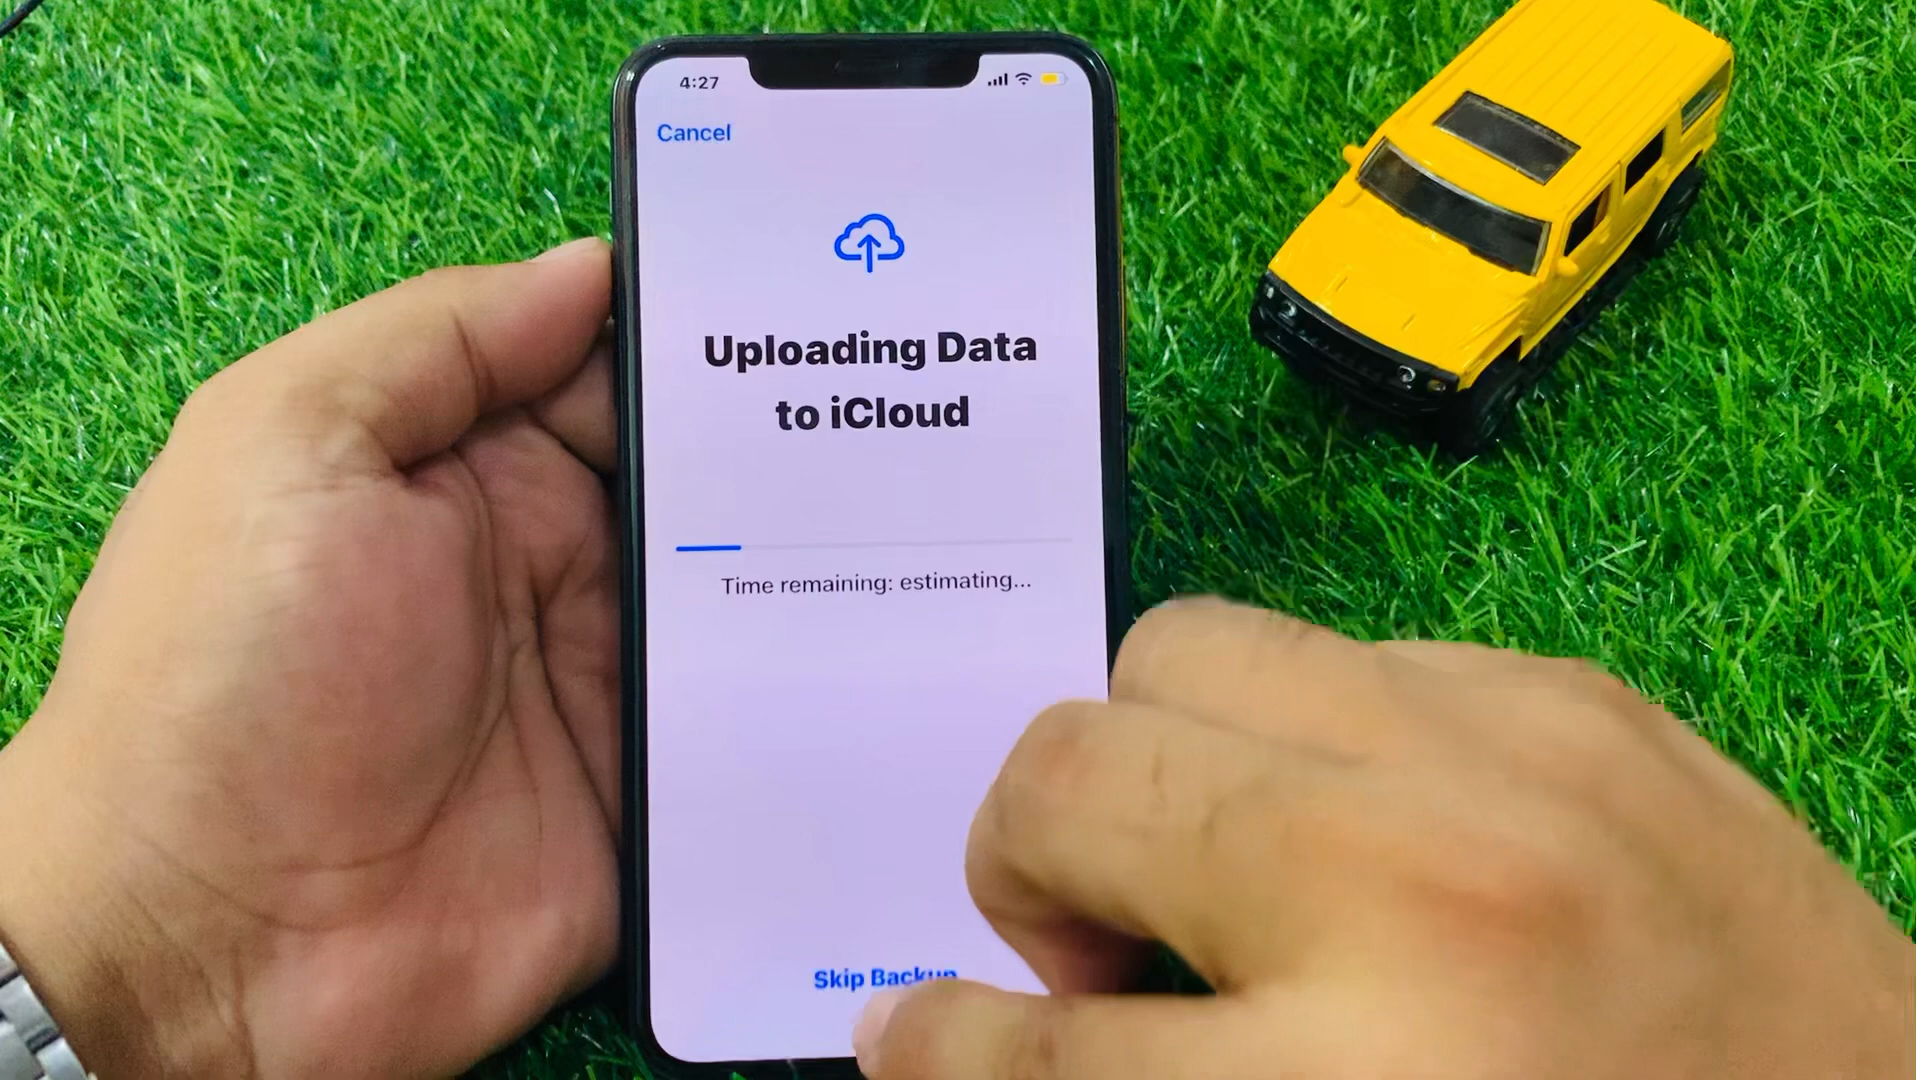 4:27
Cancel
Uploading Data
to iCloud
Time remaining: estimating...
Skip Backup